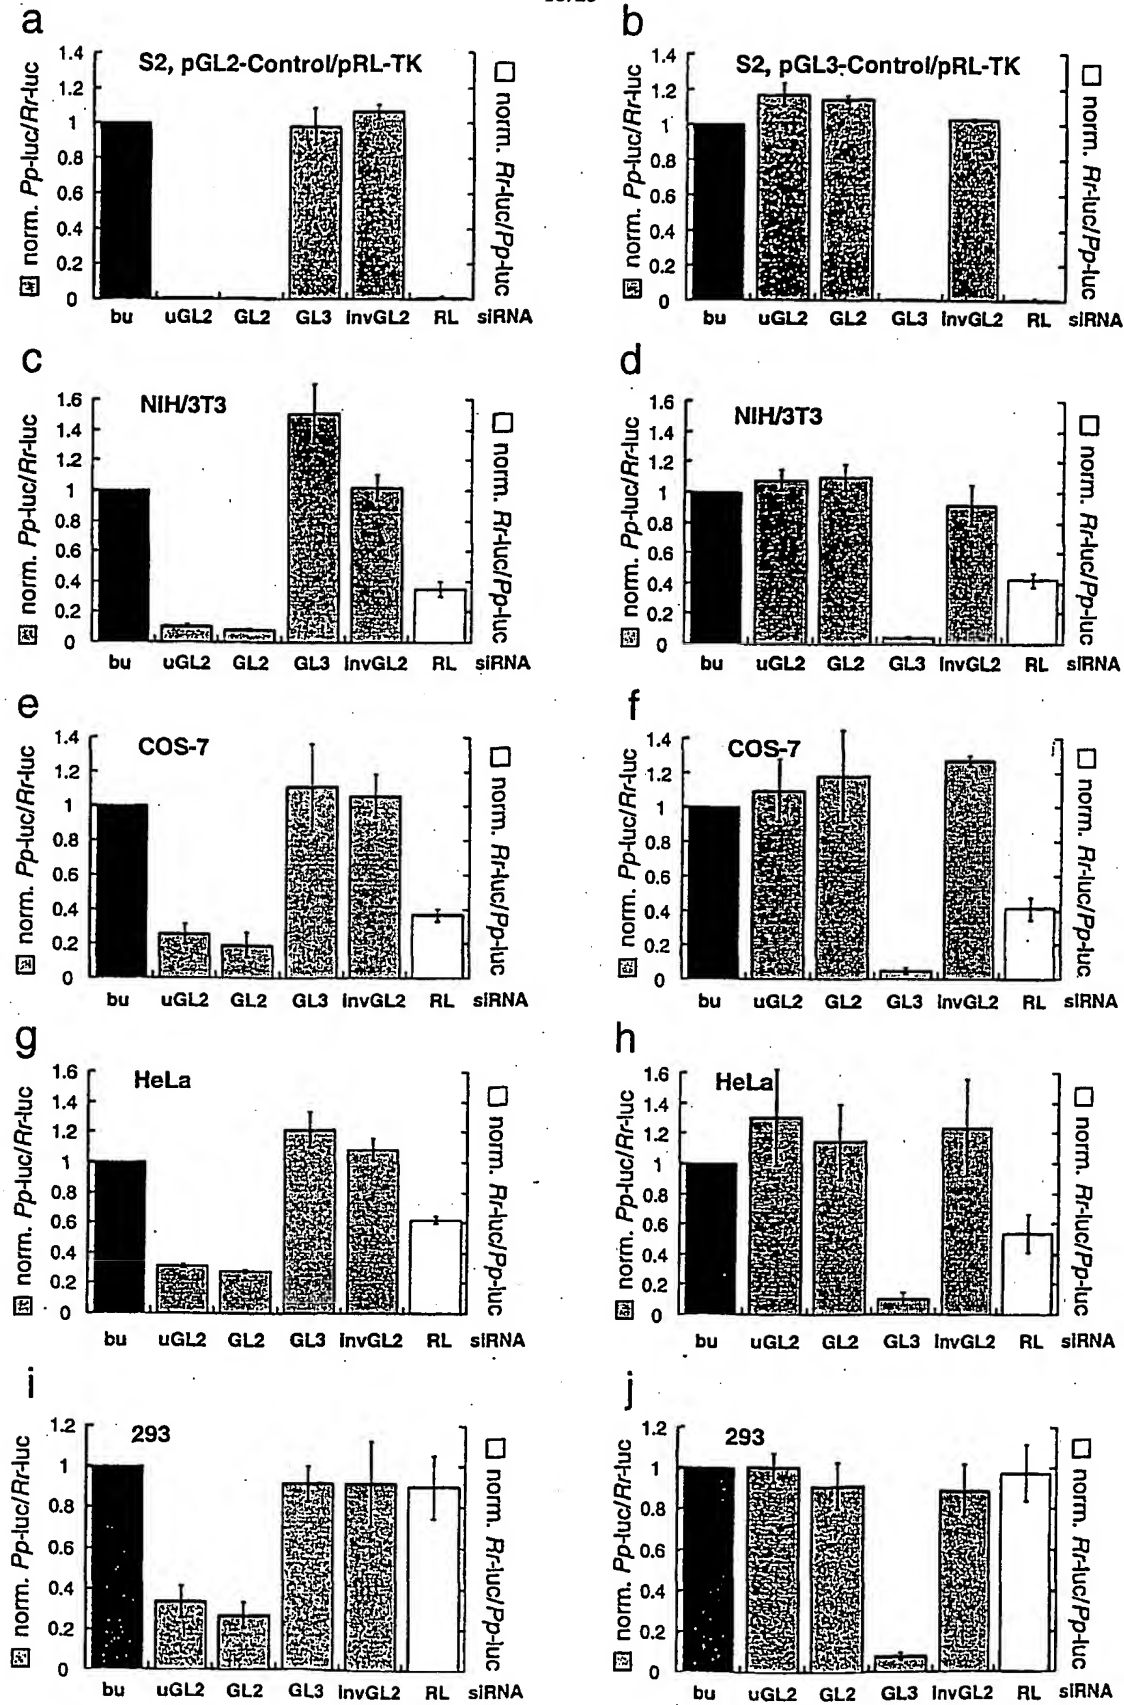 a
S2, pGL2-Control/pRL-TK
norm. Pp-luc/Rr-luc
1.4
1.2
1
0.8
0.6
0.4
0.2
0
norm. Rr-luc/Pp-luc
bu uGL2 GL2 GL3 invGL2 RL siRNA
b
S2, pGL3-Control/pRL-TK
norm. Pp-luc/Rr-luc
1.4
1.2
1
0.8
0.6
0.4
0.2
0
norm. Rr-luc/Pp-luc
bu uGL2 GL2 GL3 invGL2 RL siRNA
c
NIH/3T3
norm. Pp-luc/Rr-luc
1.6
1.4
1.2
1
0.8
0.6
0.4
0.2
0
norm. Rr-luc/Pp-luc
bu uGL2 GL2 GL3 invGL2 RL siRNA
d
NIH/3T3
norm. Pp-luc/Rr-luc
1.6
1.4
1.2
1
0.8
0.6
0.4
0.2
0
norm. Rr-luc/Pp-luc
bu uGL2 GL2 GL3 invGL2 RL siRNA
e
COS-7
norm. Pp-luc/Rr-luc
1.4
1.2
1
0.8
0.6
0.4
0.2
0
norm. Rr-luc/Pp-luc
bu uGL2 GL2 GL3 invGL2 RL siRNA
f
COS-7
norm. Pp-luc/Rr-luc
1.4
1.2
1
0.8
0.6
0.4
0.2
0
norm. Rr-luc/Pp-luc
bu uGL2 GL2 GL3 invGL2 RL siRNA
g
HeLa
norm. Pp-luc/Rr-luc
1.6
1.4
1.2
1
0.8
0.6
0.4
0.2
0
norm. Rr-luc/Pp-luc
bu uGL2 GL2 GL3 invGL2 RL siRNA
h
HeLa
norm. Pp-luc/Rr-luc
1.6
1.4
1.2
1
0.8
0.6
0.4
0.2
0
norm. Rr-luc/Pp-luc
bu uGL2 GL2 GL3 invGL2 RL siRNA
i
293
norm. Pp-luc/Rr-luc
1.2
1
0.8
0.6
0.4
0.2
0
norm. Rr-luc/Pp-luc
bu uGL2 GL2 GL3 invGL2 RL siRNA
j
293
norm. Pp-luc/Rr-luc
1.2
1
0.8
0.6
0.4
0.2
0
norm. Rr-luc/Pp-luc
bu uGL2 GL2 GL3 invGL2 RL siRNA